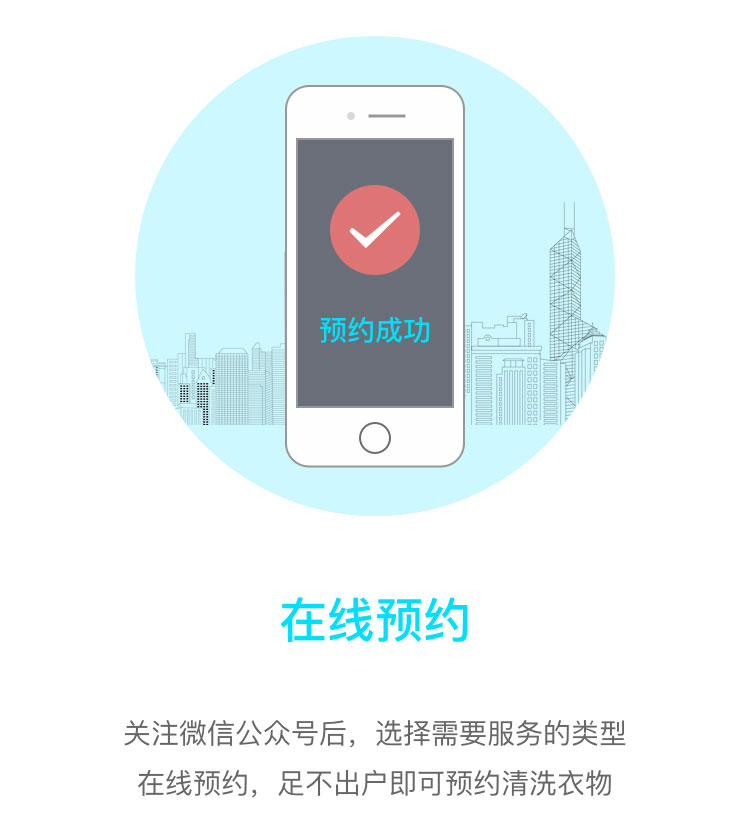 预约成功
在线预约
关注微信公众号后，选择需要服务的类型
在线预约，足不出户即可预约清洗衣物